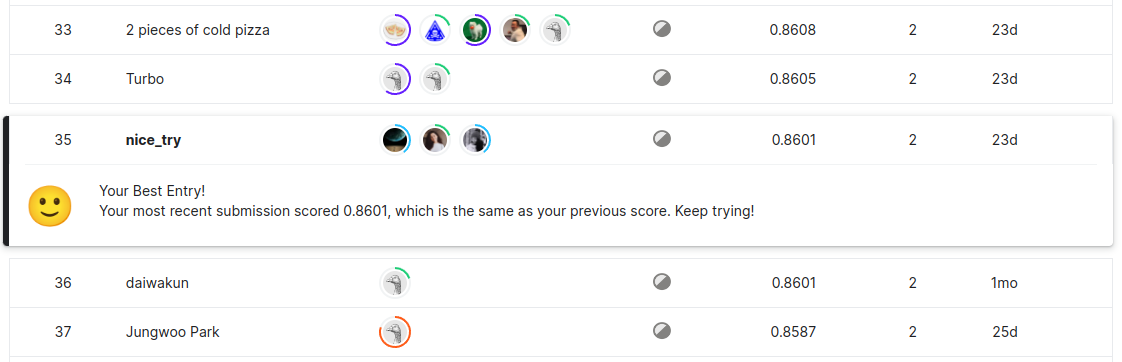 33 2 pieces of cold pizza 0.8608 2 23d
34 Turbo 0.8605 2 23d
35 nice_try 0.8601 2 23d
Your Best Entry!
Your most recent submission scored 0.8601, which is the same as your previous score. Keep trying!
36 daiwakun 0.8601 2 1mo
37 Jungwoo Park 0.8587 2 25d